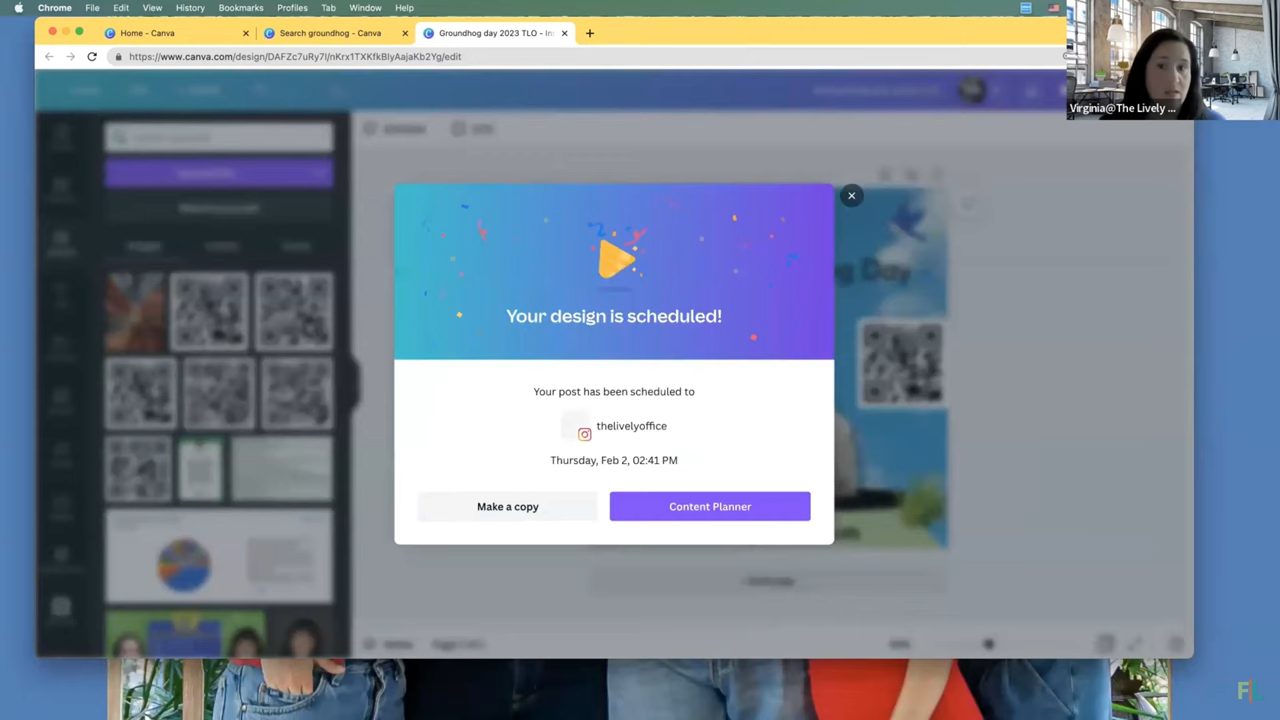 Chrome File Edit View History Bookmarks Profiles Tab Window Help
Home - Canva
Search groundhog - Canva
Groundhog day 2023 TLO - Ins
https://www.canva.com/design/DAFZc7uRy7I/nKrx1TXKfkBlyAajaKb2Yg/edit
Virginia@The Lively ...
Your design is scheduled!
Your post has been scheduled to
thelivelyoffice
Thursday, Feb 2, 02:41 PM
Make a copy
Content Planner
Day
F